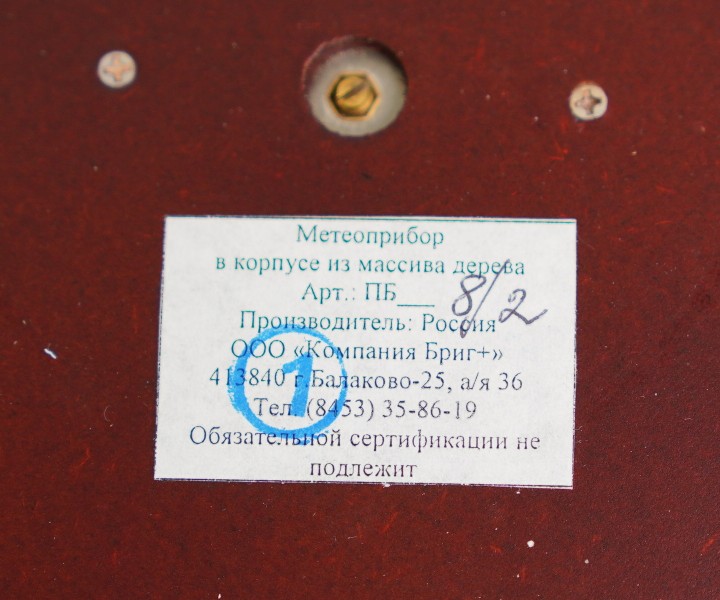 Метеоприбор
в корпусе из массива дерева
Арт.: ПБ___ 8/2
Производитель: Россия
ООО «Компания Бриг+»
413840 г.Балаково-25, а/я 36
Тел. (8453) 35-86-19
Обязательной сертификации не
подлежит
1